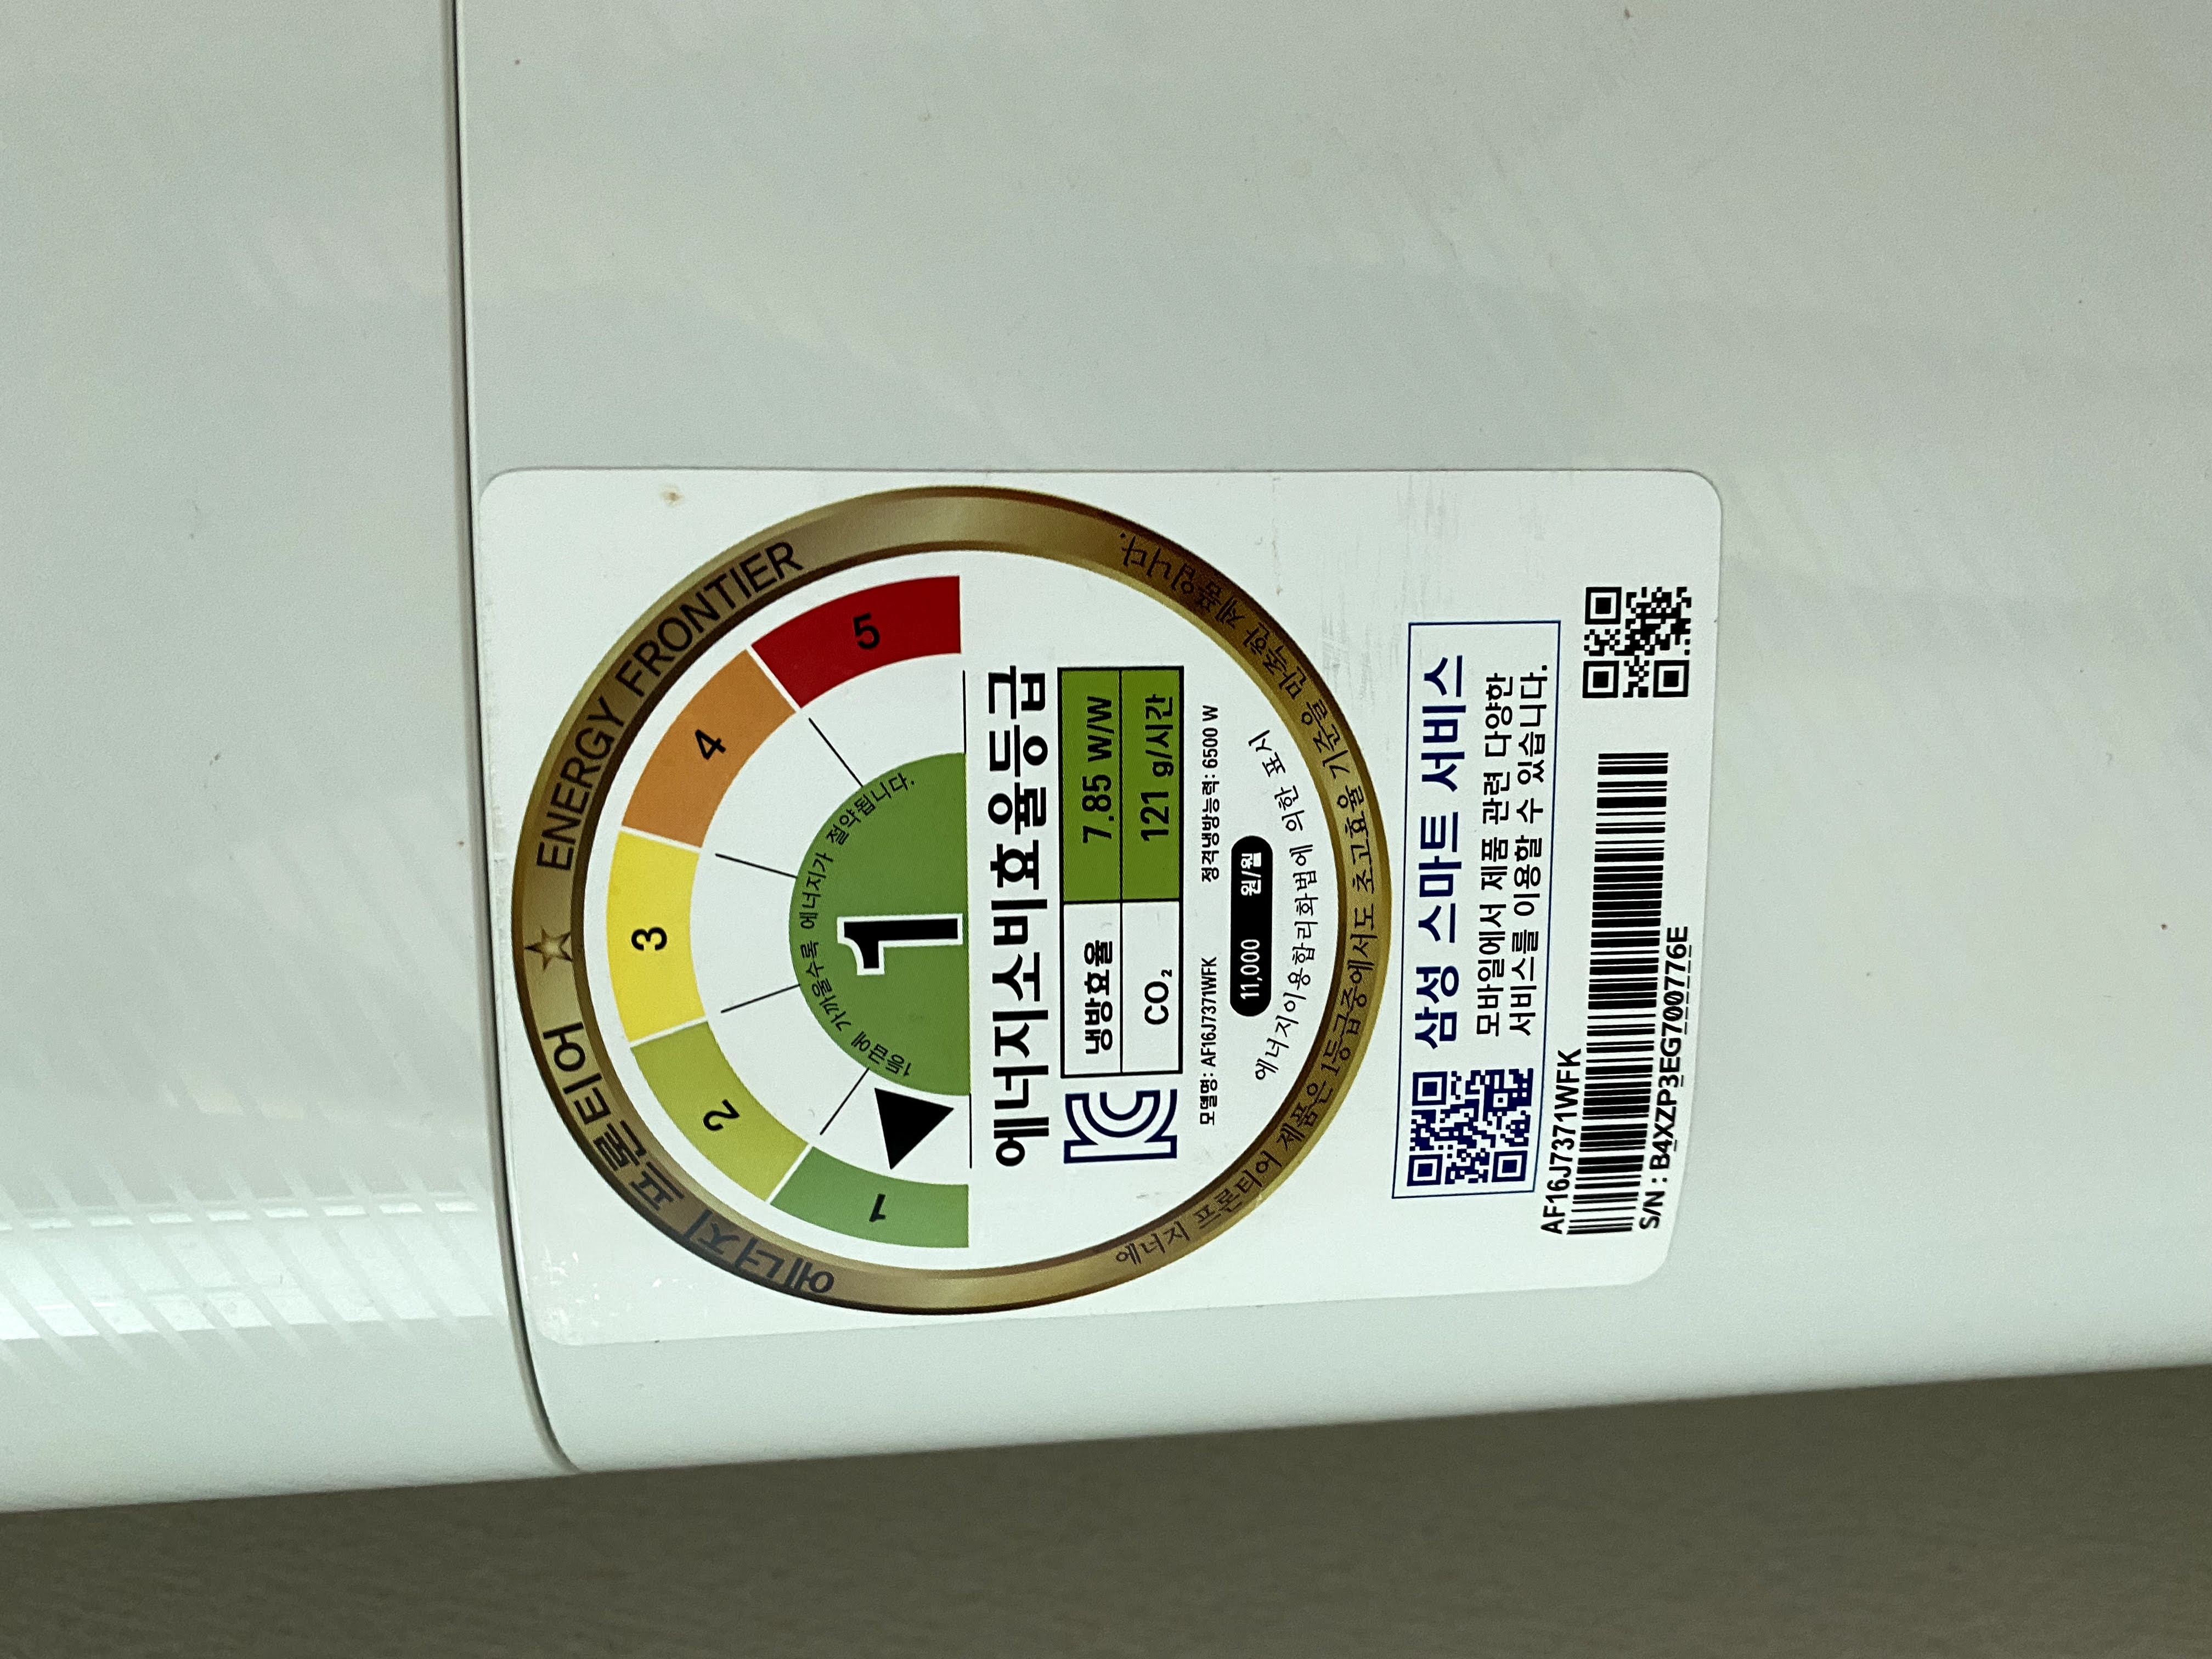 에너지 프론티어 ☆ ENERGY FRONTIER
1 2 3 4 5
1등급에 가까울수록 에너지가 절약됩니다.
1
에너지소비효율등급
냉방효율 7.85 W/W
CO₂ 121 g/시간
모델명: AF16J7371WFK 정격냉방능력: 6500 W
11,000 원/월
에너지이용합리화법에 의한 표시
에너지 프론티어 제품은 1등급중에서도 초고효율 기준을 만족한 제품입니다.
삼성 스마트 서비스
모바일에서 제품 관련 다양한
서비스를 이용할 수 있습니다.
AF16J7371WFK
S/N : B4XZP3EG700776E